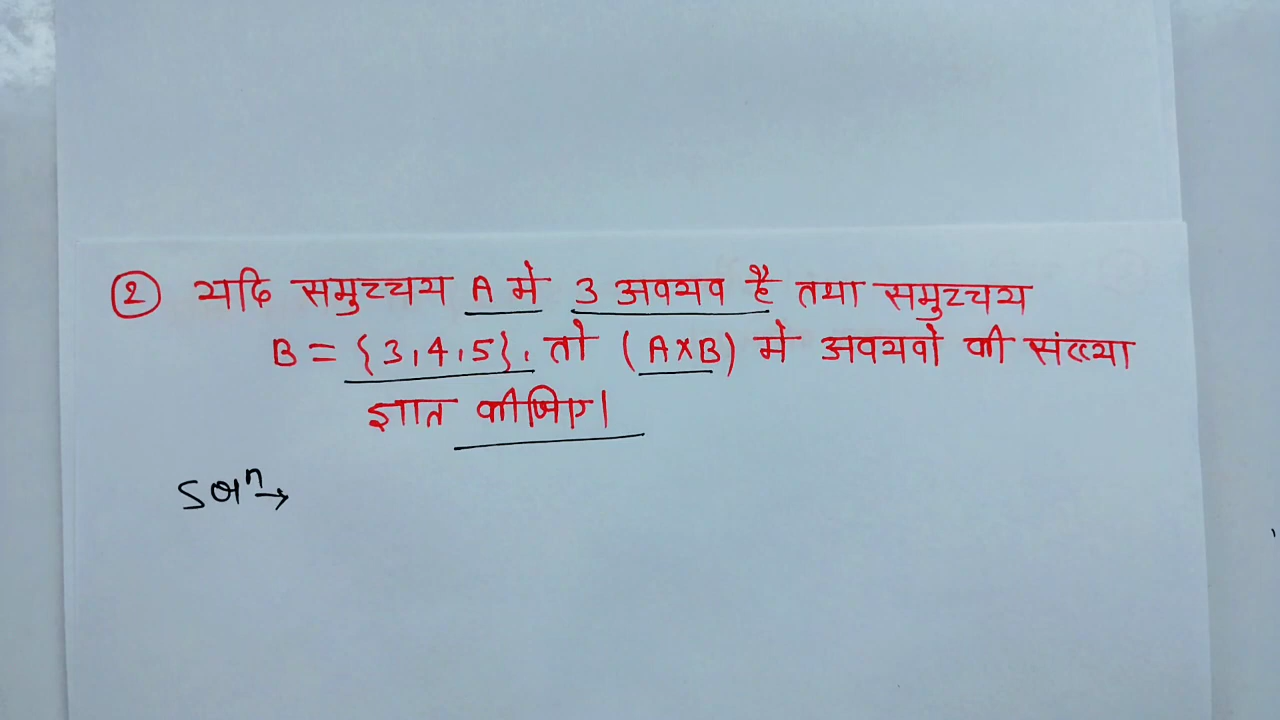 ② यदि समुच्चय A मे 3 अवयव है तथा समुच्चय
B = {3,4,5}. तो (A×B) मे अवयवो की संख्या
ज्ञात कीजिए।
Solⁿ→